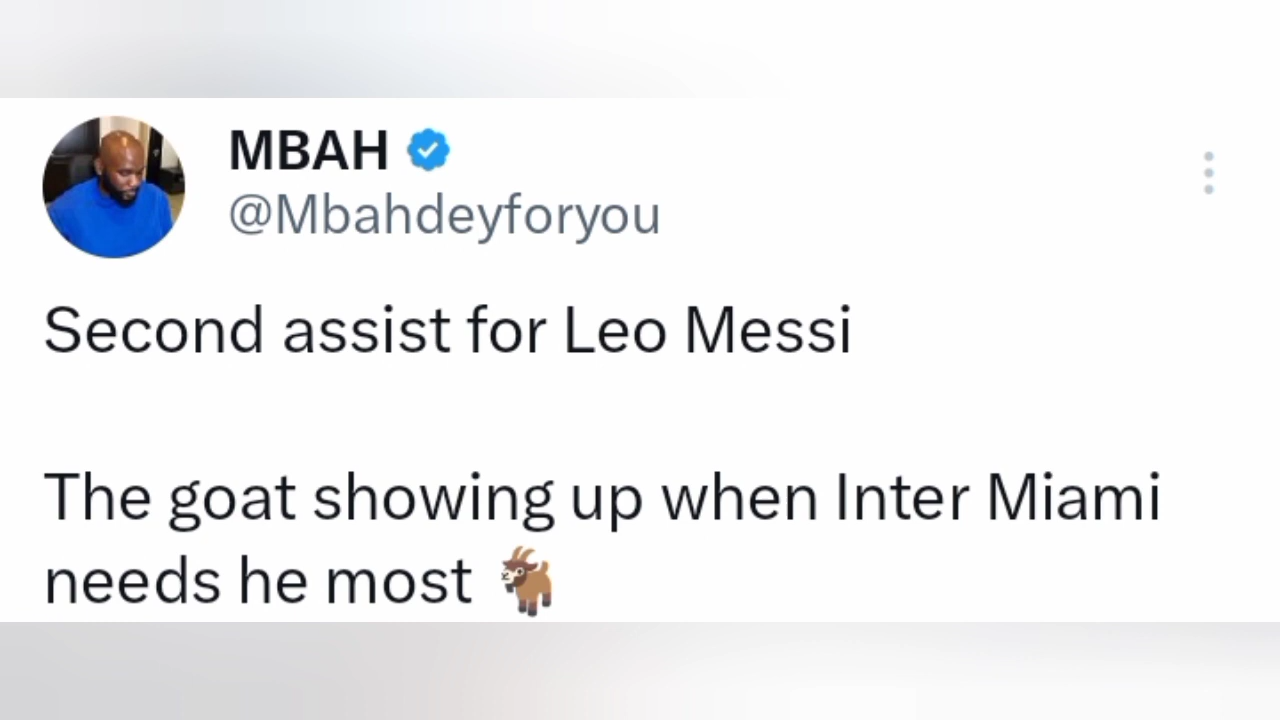 MBAH
@Mbahdeyforyou
Second assist for Leo Messi
The goat showing up when Inter Miami
needs he most 🐐